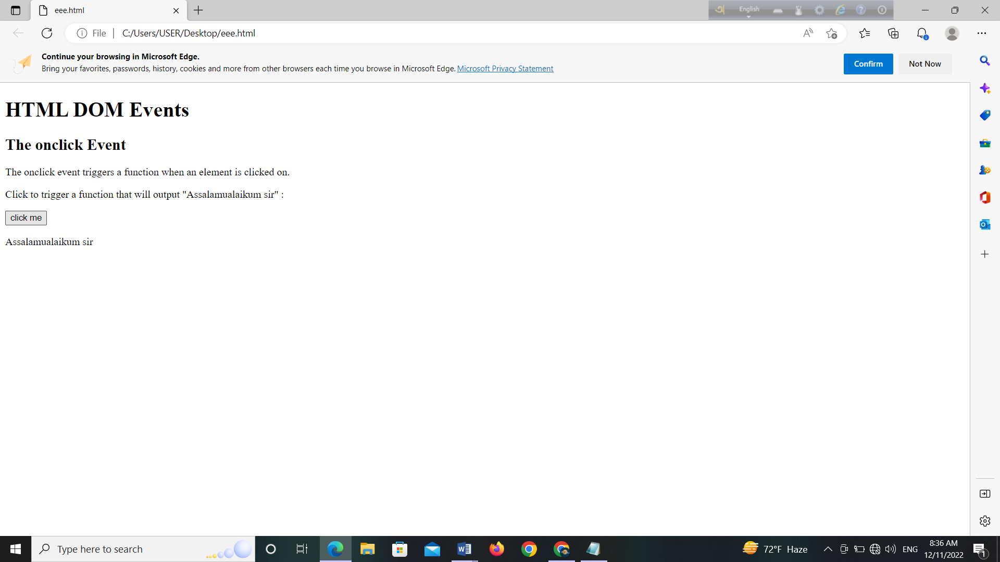 eee.html
English
File
C:/Users/USER/Desktop/eee.html
Continue your browsing in Microsoft Edge.
Bring your favorites, passwords, history, cookies and more from other browsers each time you browse in Microsoft Edge. Microsoft Privacy Statement
Confirm
Not Now
HTML DOM Events
The onclick Event
The onclick event triggers a function when an element is clicked on.
Click to trigger a function that will output "Assalamualaikum sir" :
click me
Assalamualaikum sir
Type here to search
72°F Haze
ENG
8:36 AM
12/11/2022
1